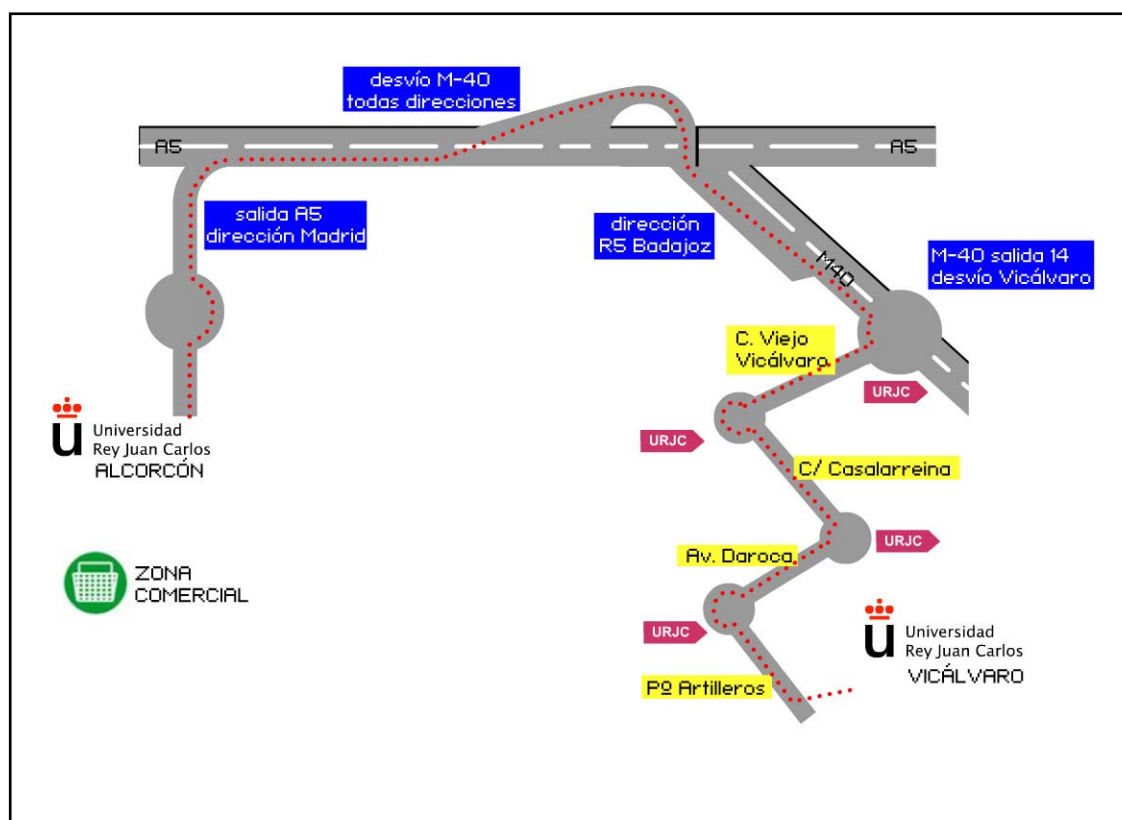 desvío M-40
todas direcciones
A5
A5
salida A5
dirección Madrid
dirección
R5 Badajoz
M40
M-40 salida 14
desvío Vicálvaro
C. Viejo
Vicálvaro
URJC
URJC
u Universidad
Rey Juan Carlos
ALCORCÓN
C/ Casalarreina
URJC
Av. Daroca
ZONA
COMERCIAL
URJC
u Universidad
Rey Juan Carlos
VICÁLVARO
Pº Artilleros